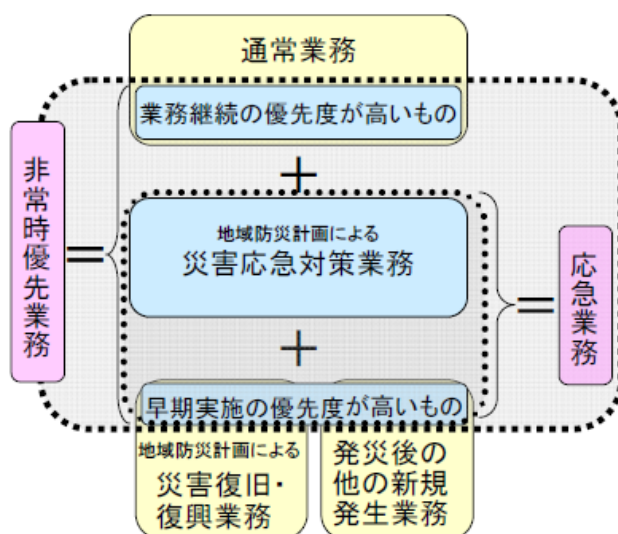 通常業務
業務継続の優先度が高いもの
+
非常時優先業務
=
地域防災計画による
災害応急対策業務
=
応急業務
+
早期実施の優先度が高いもの
地域防災計画による
災害復旧・
復興業務
発災後の
他の新規
発生業務